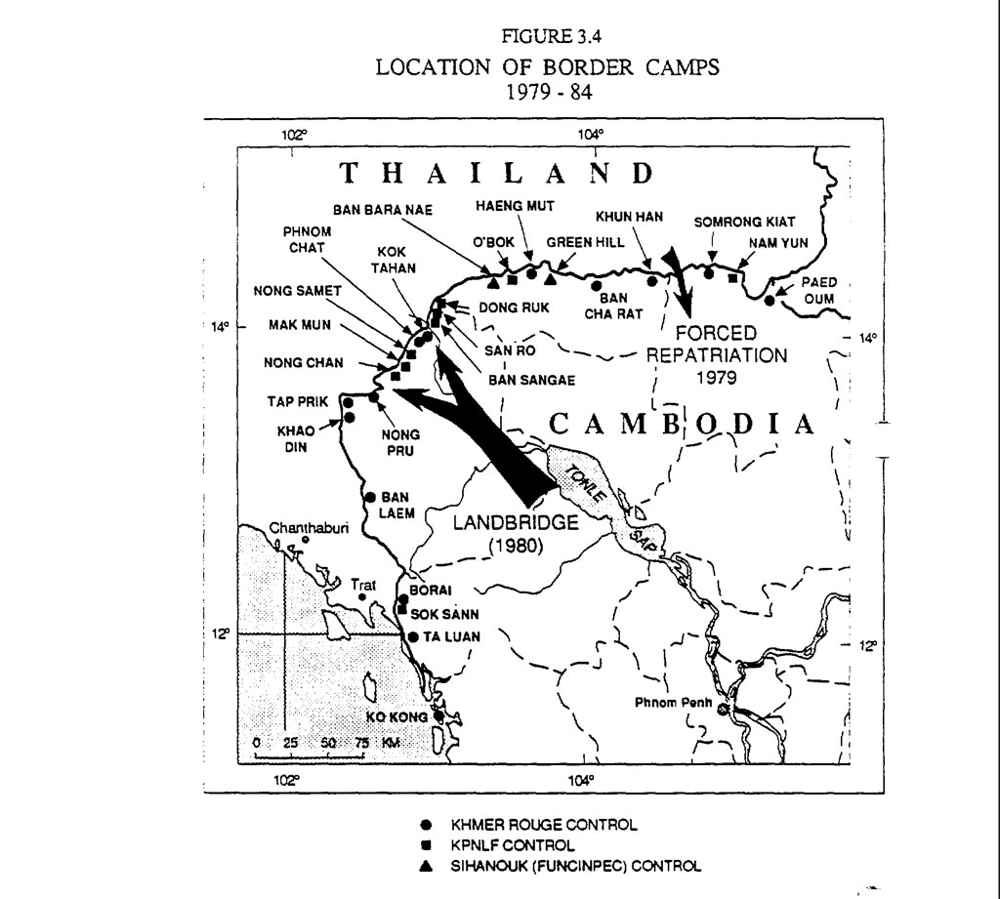 FIGURE 3.4
LOCATION OF BORDER CAMPS
1979 - 84
102°
104°
THAILAND
BAN BARA NAE
HAENG MUT
KHUN HAN
SOMRONG KIAT
PHNOM
CHAT
KOK
TAHAN
O'BOK
GREEN HILL
NAM YUN
NONG SAMET
DONG RUK
BAN
CHA RAT
PAED
OUM
14°
MAK MUN
SAN RO
FORCED
REPATRIATION
1979
14°
NONG CHAN
BAN SANGAE
TAP PRIK
KHAO
DIN
NONG
PRU
CAMBODIA
BAN
LAEM
TONLE
SAP
LANDBRIDGE
(1980)
Chanthaburi
Trat
BORAI
SOK SANN
12°
TA LUAN
12°
Phnom Penh
KO KONG
0 25 50 75 KM
102°
104°
KHMER ROUGE CONTROL
KPNLF CONTROL
SIHANOUK (FUNCINPEC) CONTROL